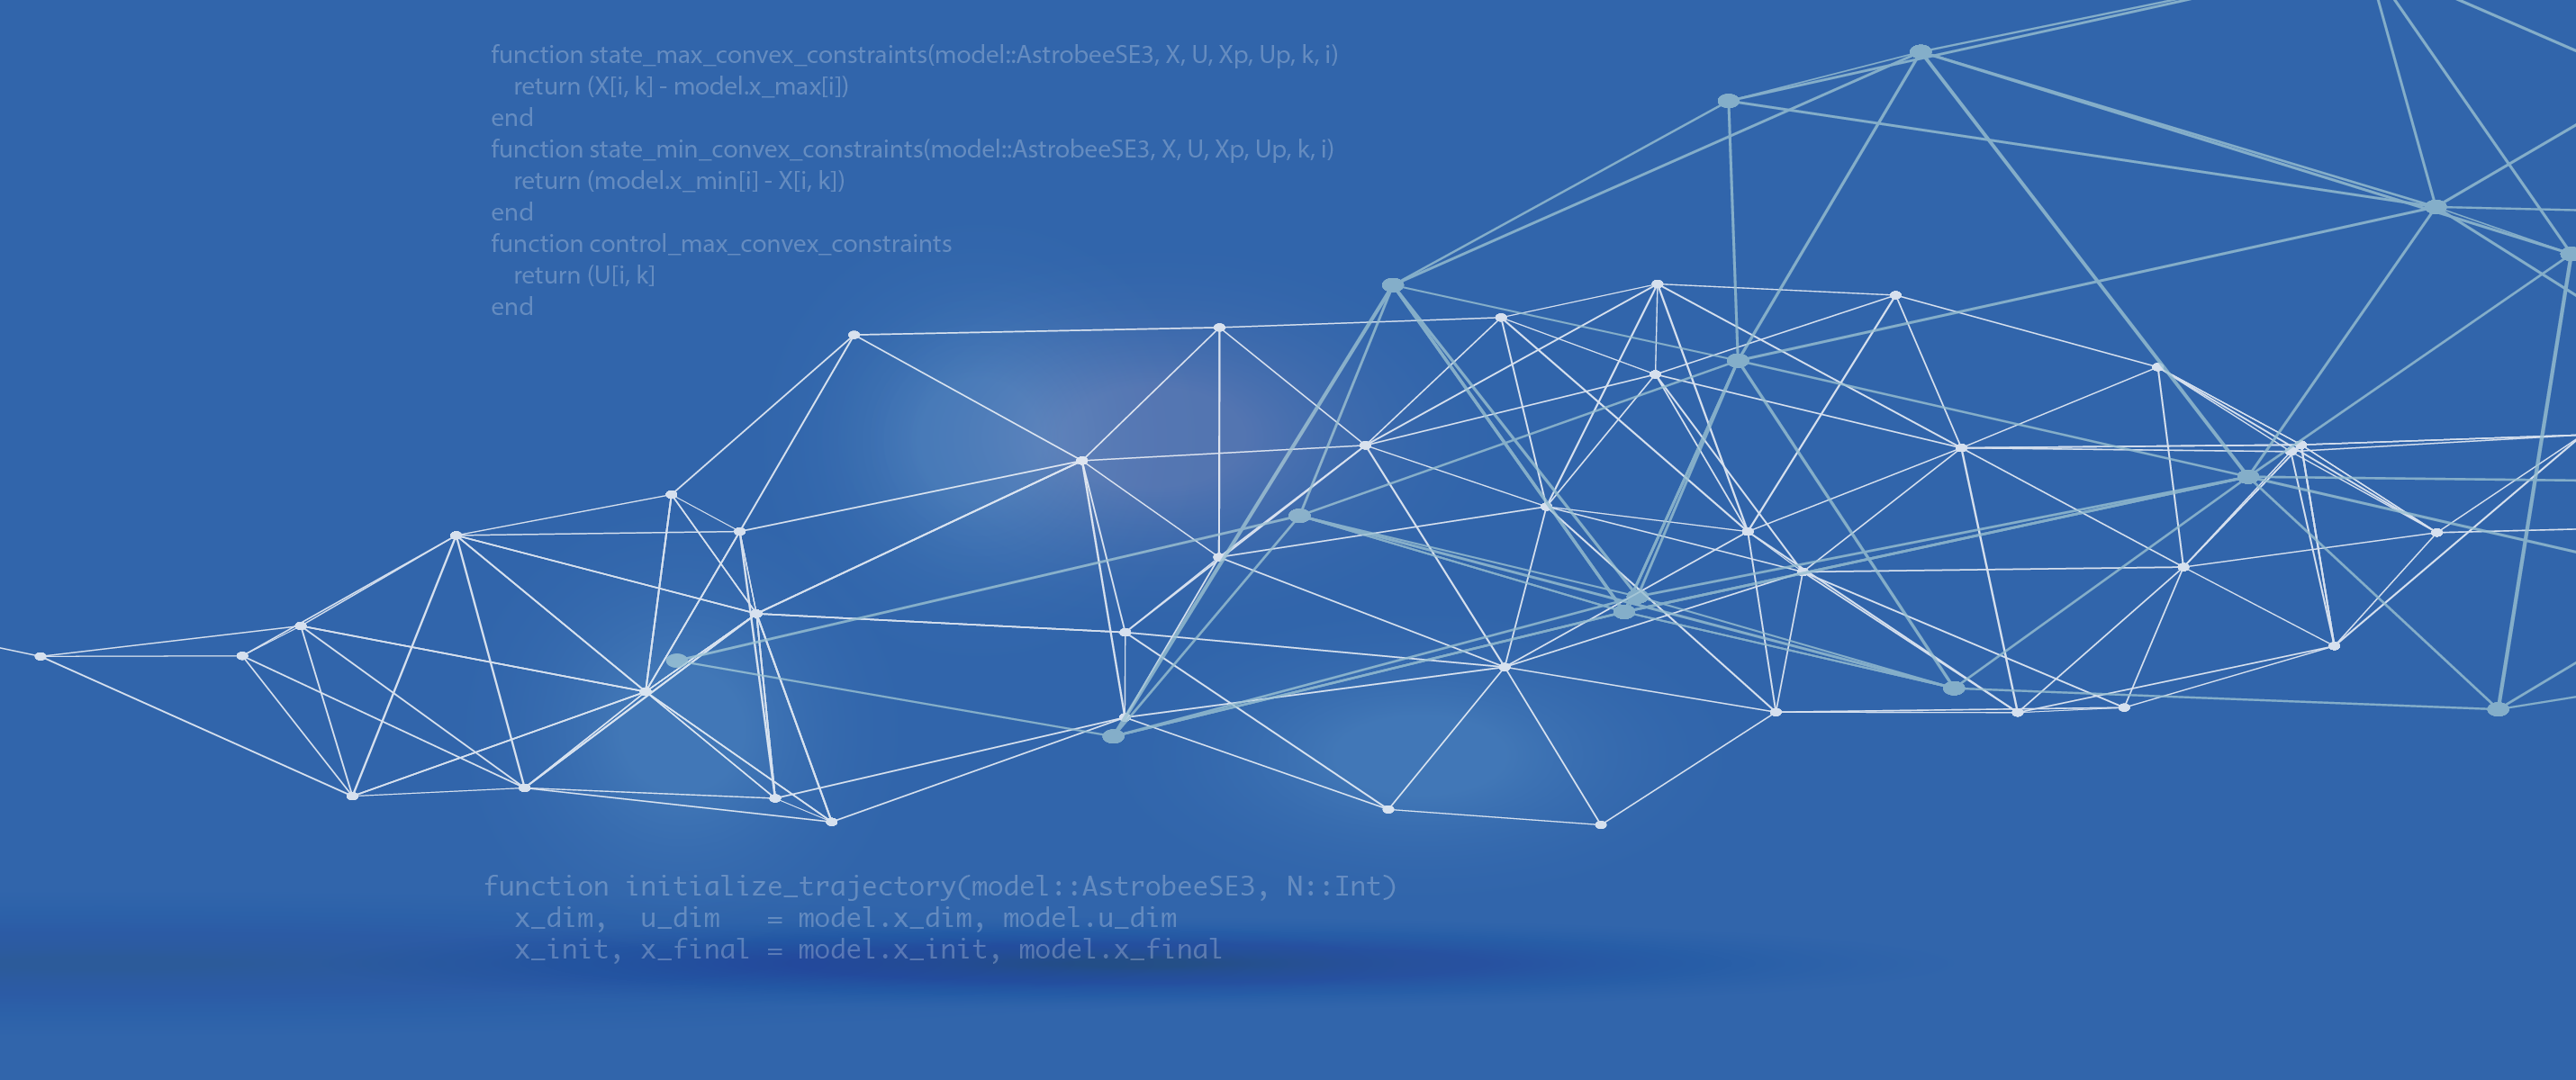 function state_max_convex_constraints(model::AstrobeeSE3, X, U, Xp, Up, k, i)
return (X[i, k] - model.x_max[i])
end
function state_min_convex_constraints(model::AstrobeeSE3, X, U, Xp, Up, k, i)
return (model.x_min[i] - X[i, k])
end
function control_max_convex_constraints
return (U[i, k]
end
function initialize_trajectory(model::AstrobeeSE3, N::Int)
x_dim,  u_dim   = model.x_dim, model.u_dim
x_init, x_final = model.x_init, model.x_final